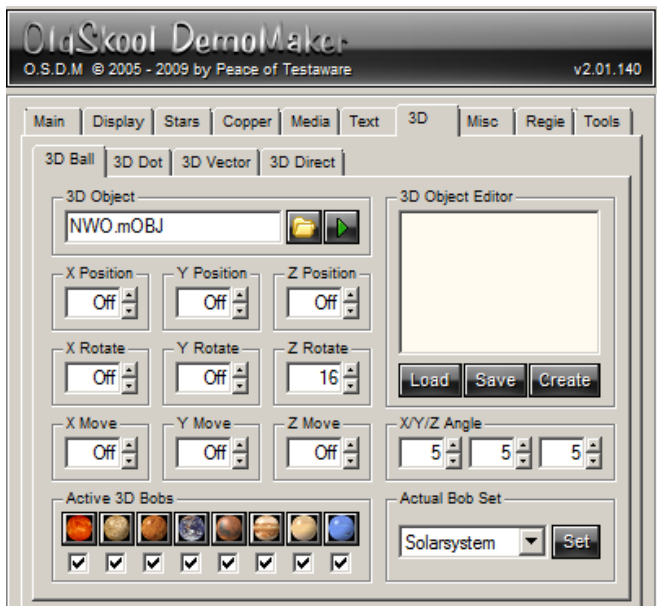 OldSkool DemoMaker
O.S.D.M © 2005 - 2009 by Peace of Testaware v2.01.140
Main Display Stars Copper Media Text 3D Misc Regie Tools
3D Ball 3D Dot 3D Vector 3D Direct
3D Object
NWO.mOBJ
3D Object Editor
X Position Y Position Z Position
Off Off Off
X Rotate Y Rotate Z Rotate
Off Off 16
Load Save Create
X Move Y Move Z Move
Off Off Off
X/Y/Z Angle
5 5 5
Active 3D Bobs
Actual Bob Set
Solarsystem Set